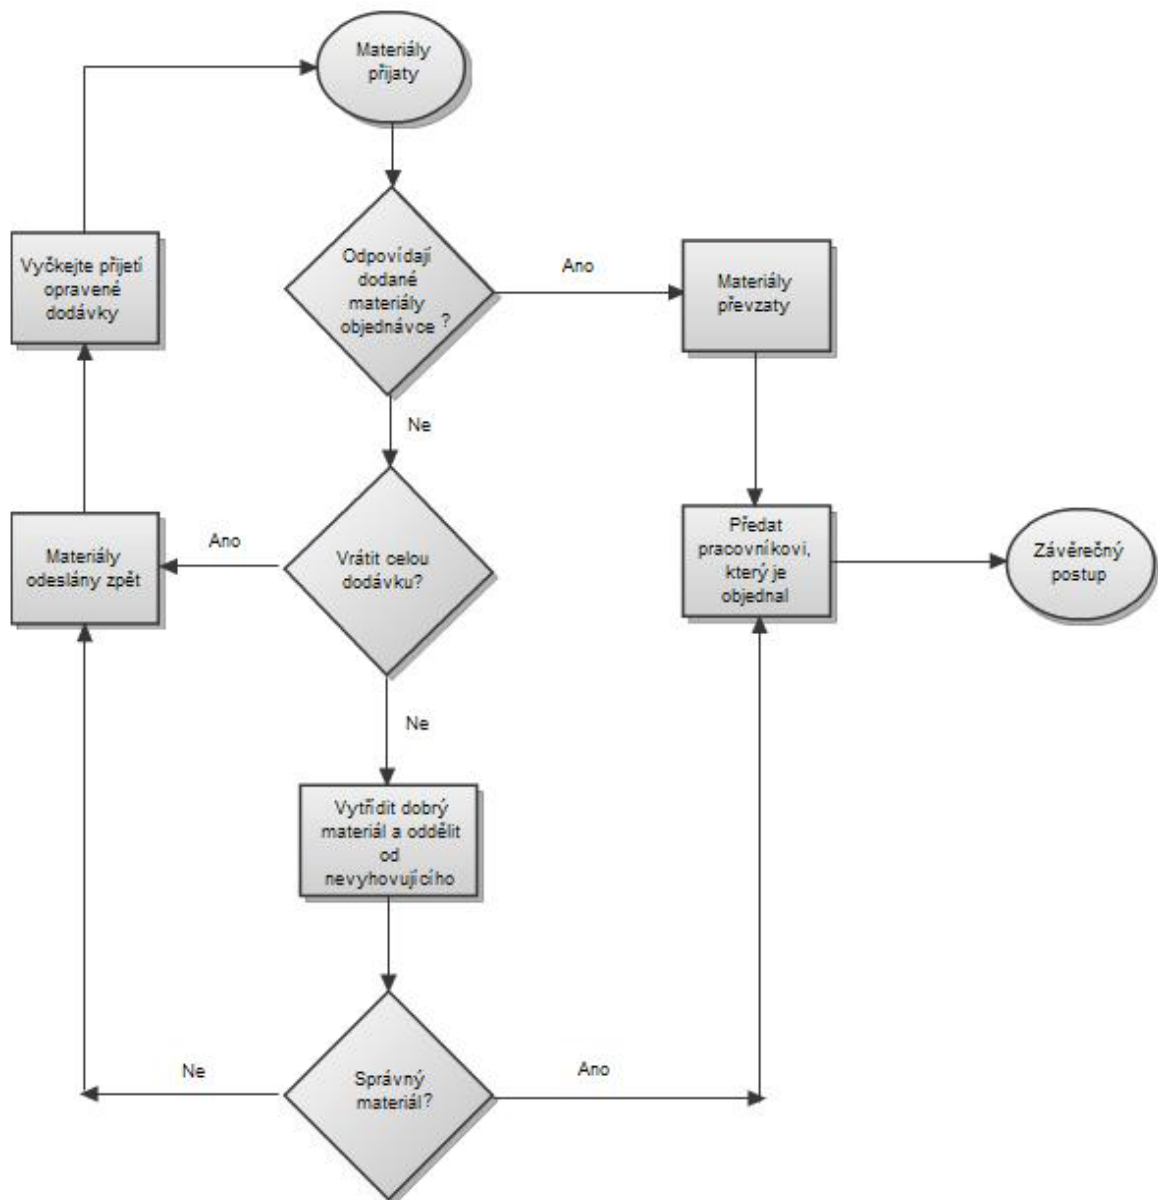 Materiály
přijaty
Vyčkejte přijetí
opravené
dodávky
Odpovídají
dodané
materiály
objednávce ?
Ano
Materiály
převzaty
Ne
Materiály
odeslány zpět
Ano
Vrátit celou
dodávku?
Předat
pracovníkovi,
který je
objednal
Závěrečný
postup
Ne
Vytřídit dobrý
materiál a oddělit
od
nevyhovujícího
Ne
Správný
materiál?
Ano